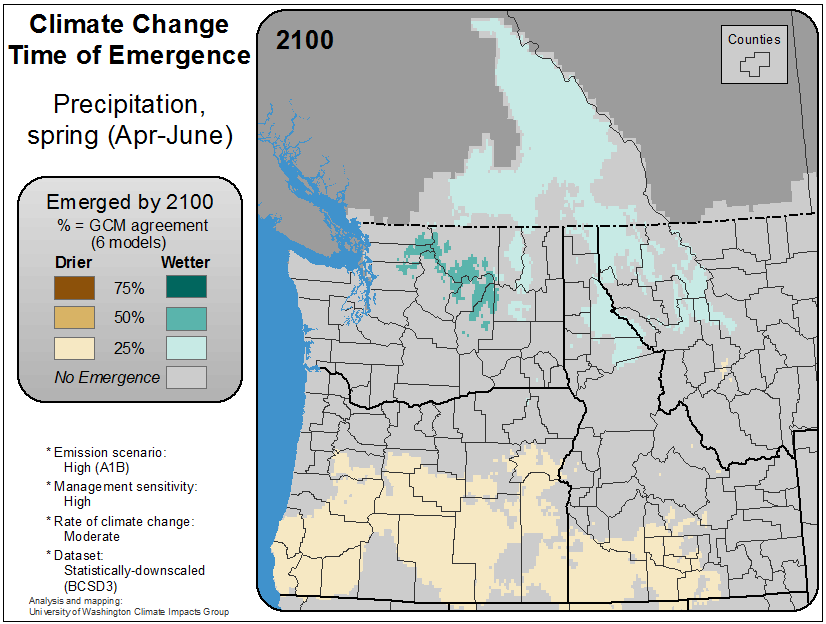 Climate Change
Time of Emergence
Precipitation,
spring (Apr-June)
Emerged by 2100
% = GCM agreement
(6 models)
Drier Wetter
75%
50%
25%
No Emergence
* Emission scenario:
High (A1B)
* Management sensitivity:
High
* Rate of climate change:
Moderate
* Dataset:
Statistically-downscaled
(BCSD3)
Analysis and mapping:
University of Washington Climate Impacts Group
2100
Counties